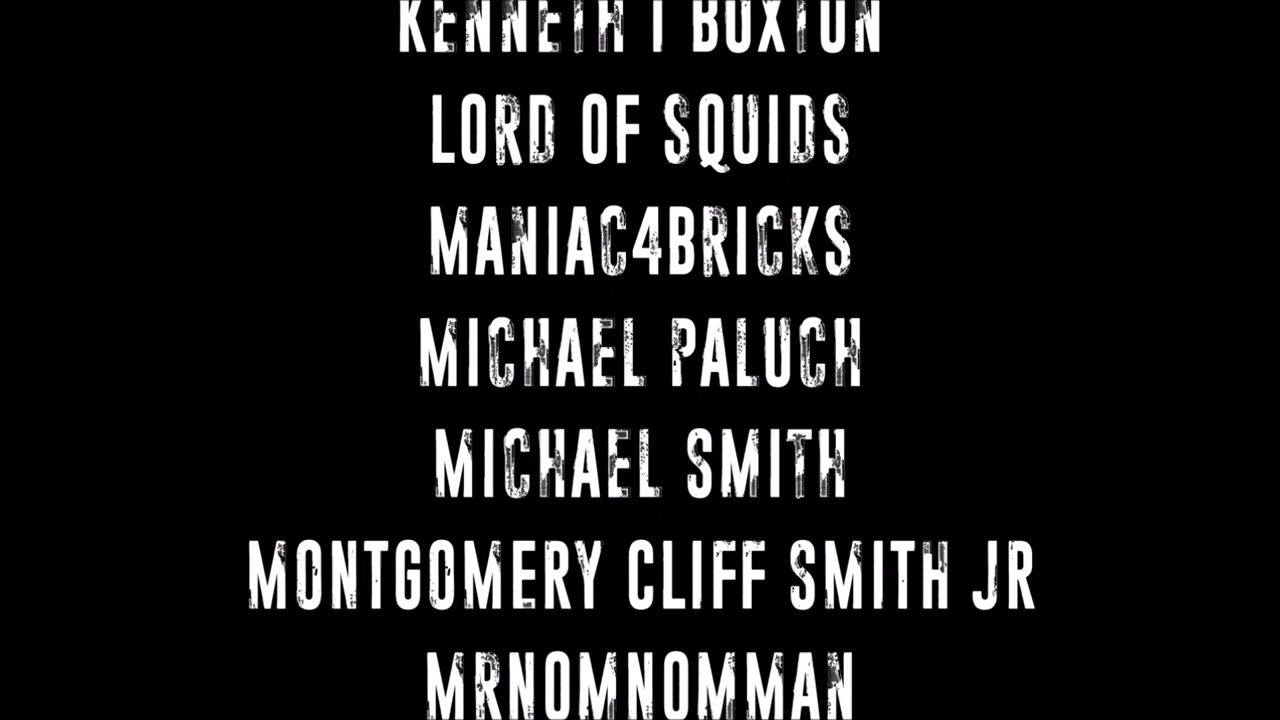 KENNETH T BUXTON
LORD OF SQUIDS
MANIAC4BRICKS
MICHAEL PALUCH
MICHAEL SMITH
MONTGOMERY CLIFF SMITH JR
MRNOMNOMMAN